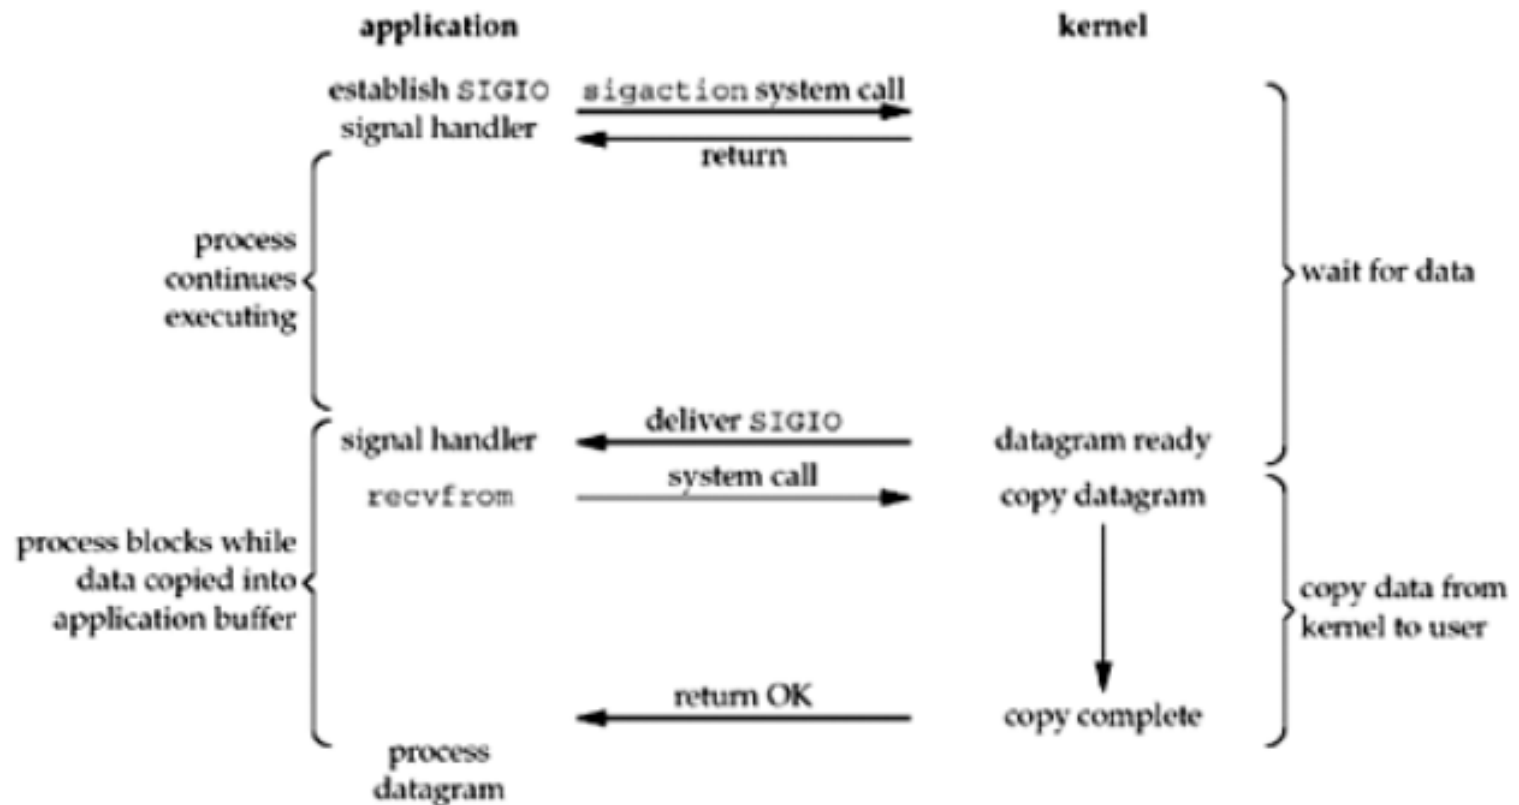 application
kernel
establish SIGIO
signal handler
sigaction system call
return
process
continues
executing
wait for data
signal handler
deliver SIGIO
datagram ready
recvfrom
system call
copy datagram
process blocks while
data copied into
application buffer
copy data from
kernel to user
return OK
copy complete
process
datagram